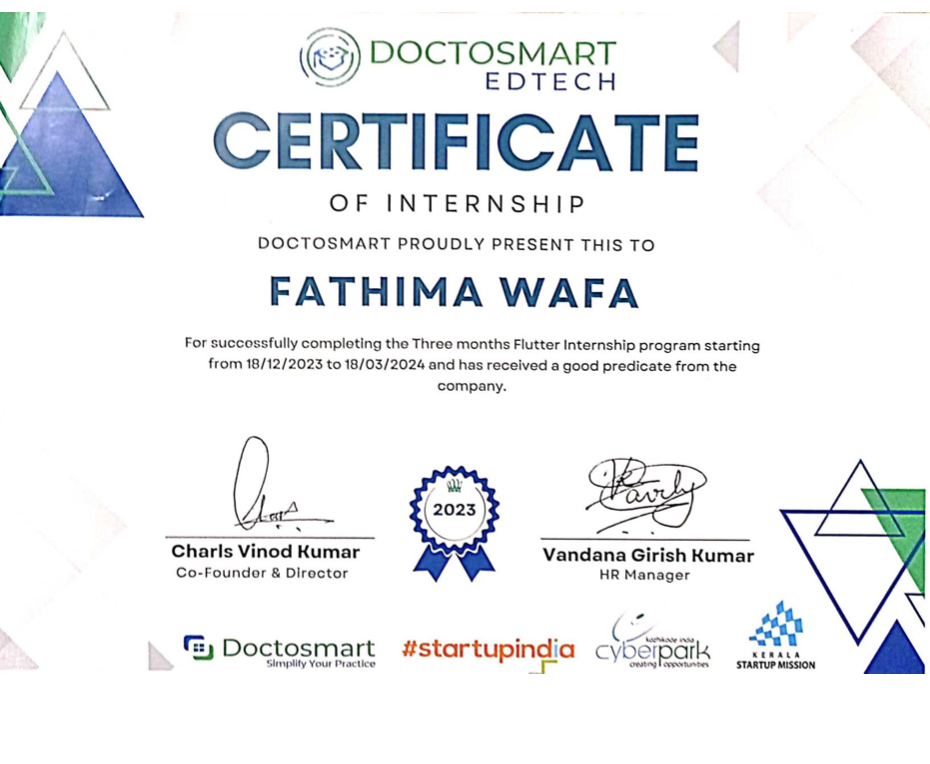 DOCTOSMART
EDTECH
CERTIFICATE
OF INTERNSHIP
DOCTOSMART PROUDLY PRESENT THIS TO
FATHIMA WAFA
For successfully completing the Three months Flutter Internship program starting
from 18/12/2023 to 18/03/2024 and has received a good predicate from the
company.
2023
Charls Vinod Kumar
Co-Founder & Director
Vandana Girish Kumar
HR Manager
Doctosmart
Simplify Your Practice
#startupindia
kozhikode india
cyberpark
creating opportunities
KERALA
STARTUP MISSION